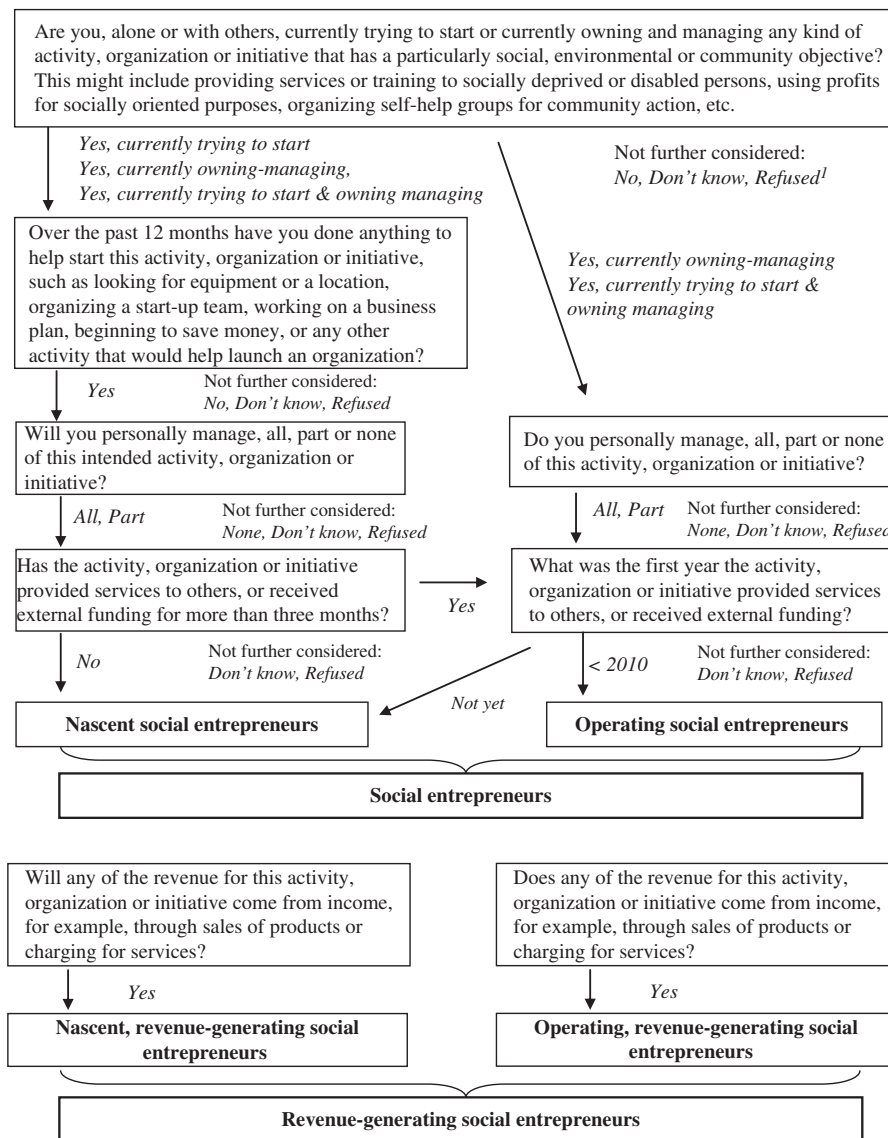 Are you, alone or with others, currently trying to start or currently owning and managing any kind of
activity, organization or initiative that has a particularly social, environmental or community objective?
This might include providing services or training to socially deprived or disabled persons, using profits
for socially oriented purposes, organizing self-help groups for community action, etc.
Yes, currently trying to start
Yes, currently owning-managing,
Yes, currently trying to start & owning managing
Not further considered:
No, Don't know, Refused1
Over the past 12 months have you done anything to
help start this activity, organization or initiative,
such as looking for equipment or a location,
organizing a start-up team, working on a business
plan, beginning to save money, or any other
activity that would help launch an organization?
Yes, currently owning-managing
Yes, currently trying to start &
owning managing
Yes
Not further considered:
No, Don't know, Refused
Will you personally manage, all, part or none
of this intended activity, organization or
initiative?
Do you personally manage, all, part or none
of this activity, organization or initiative?
All, Part
Not further considered:
None, Don't know, Refused
All, Part
Not further considered:
None, Don't know, Refused
Has the activity, organization or initiative
provided services to others, or received
external funding for more than three months?
Yes
What was the first year the activity,
organization or initiative provided services
to others, or received external funding?
No
Not further considered:
Don't know, Refused
Not yet
< 2010
Not further considered:
Don't know, Refused
Nascent social entrepreneurs
Operating social entrepreneurs
Social entrepreneurs
Will any of the revenue for this activity,
organization or initiative come from income,
for example, through sales of products or
charging for services?
Does any of the revenue for this activity,
organization or initiative come from income,
for example, through sales of products or
charging for services?
Yes
Yes
Nascent, revenue-generating social
entrepreneurs
Operating, revenue-generating social
entrepreneurs
Revenue-generating social entrepreneurs